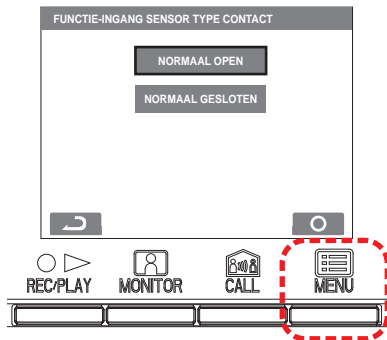 FUNCTIE-INGANG SENSOR TYPE CONTACT
NORMAAL OPEN
NORMAAL GESLOTEN
REC/PLAY MONITOR CALL MENU